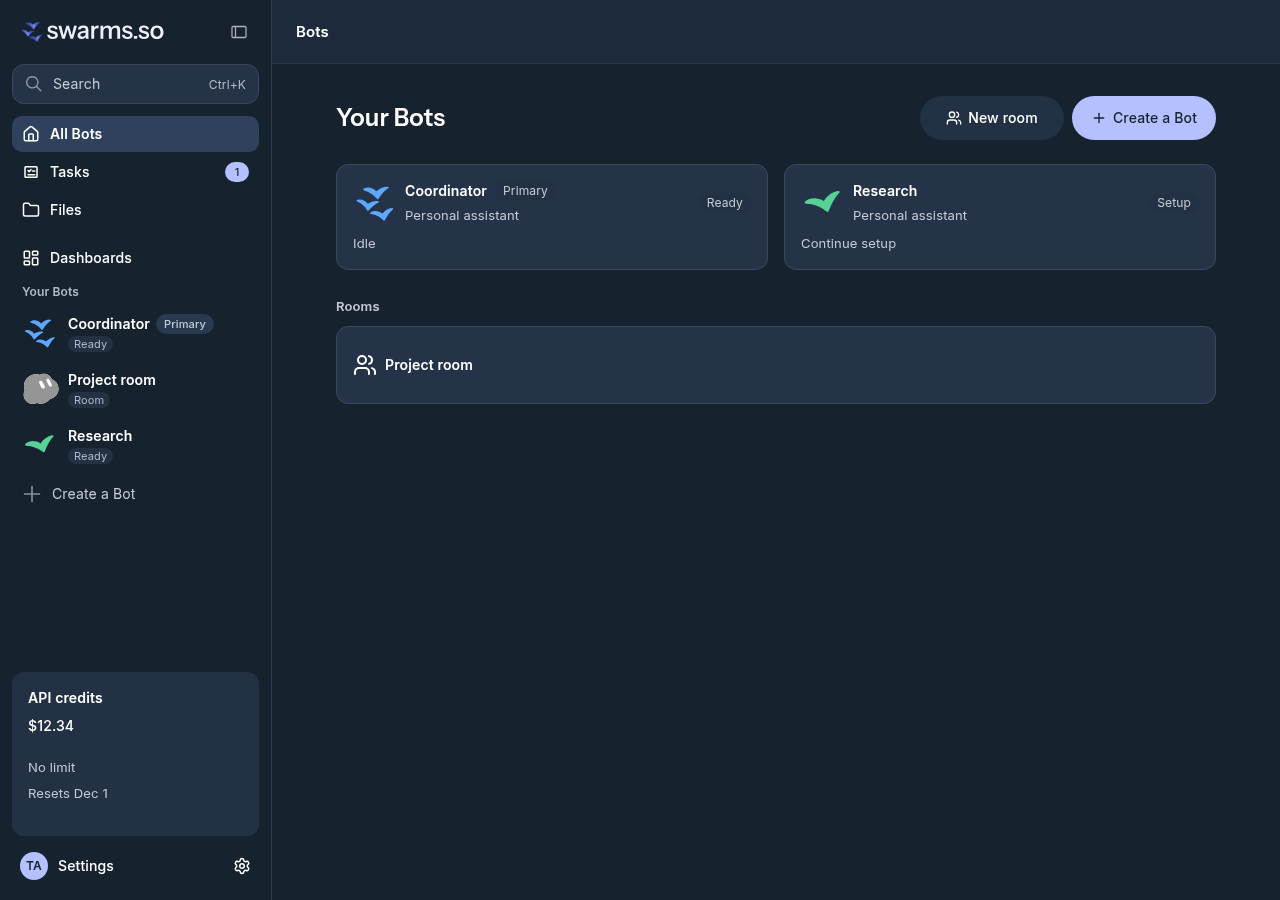 swarms.so
Search Ctrl+K
All Bots
Tasks 1
Files
Dashboards
Your Bots
Coordinator Primary
Ready
Project room
Room
Research
Ready
Create a Bot
API credits
$12.34
No limit
Resets Dec 1
TA Settings
Bots
Your Bots
New room
Create a Bot
Coordinator Primary
Personal assistant
Ready
Idle
Research
Personal assistant
Setup
Continue setup
Rooms
Project room